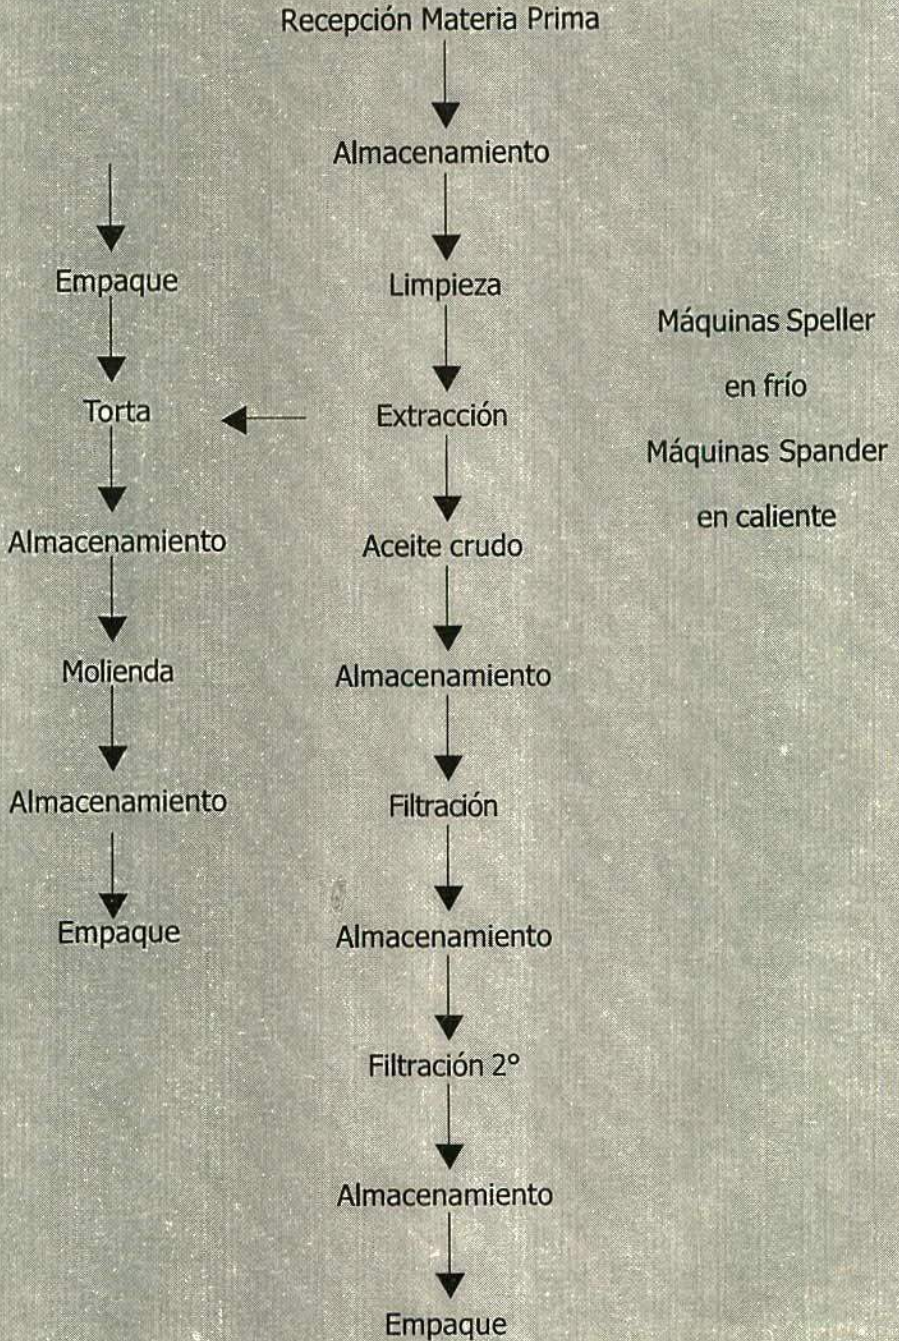 Recepción Materia Prima
Almacenamiento
Limpieza
Extracción
Aceite crudo
Almacenamiento
Filtración
Almacenamiento
Filtración 2°
Almacenamiento
Empaque
Empaque
Torta
Almacenamiento
Molienda
Almacenamiento
Empaque
Máquinas Speller
en frío
Máquinas Spander
en caliente